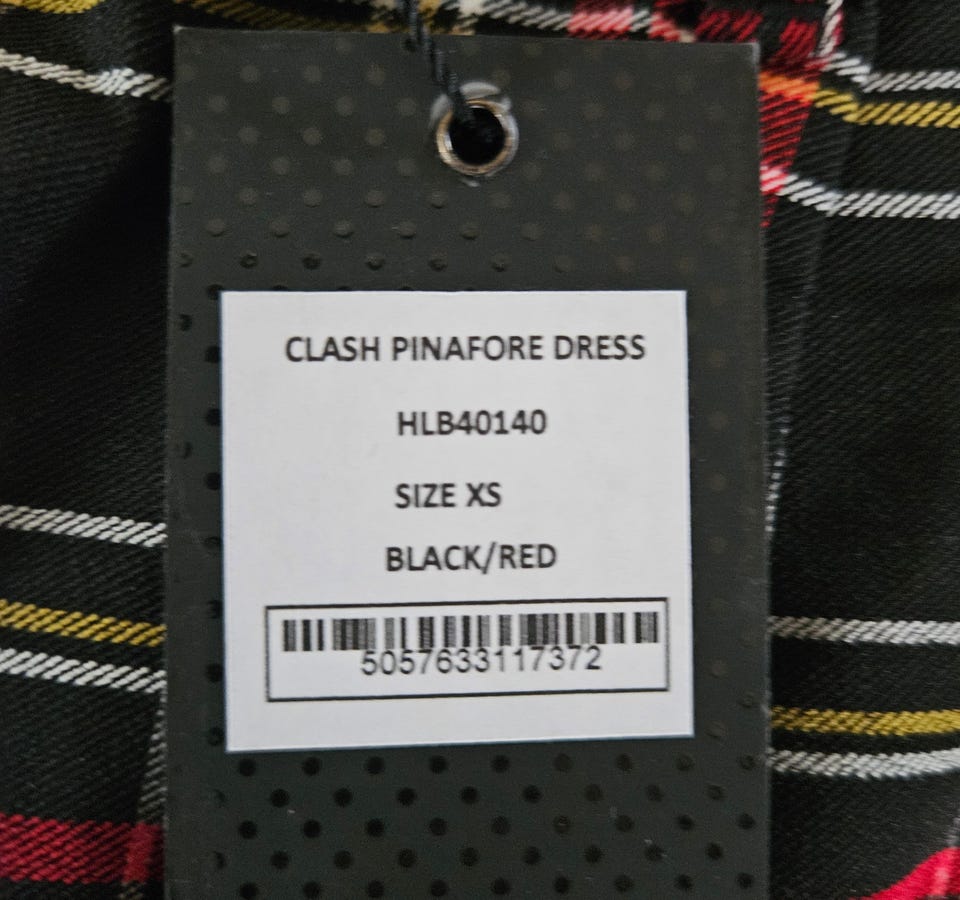 CLASH PINAFORE DRESS
HLB40140
SIZE XS
BLACK/RED
5057633117372